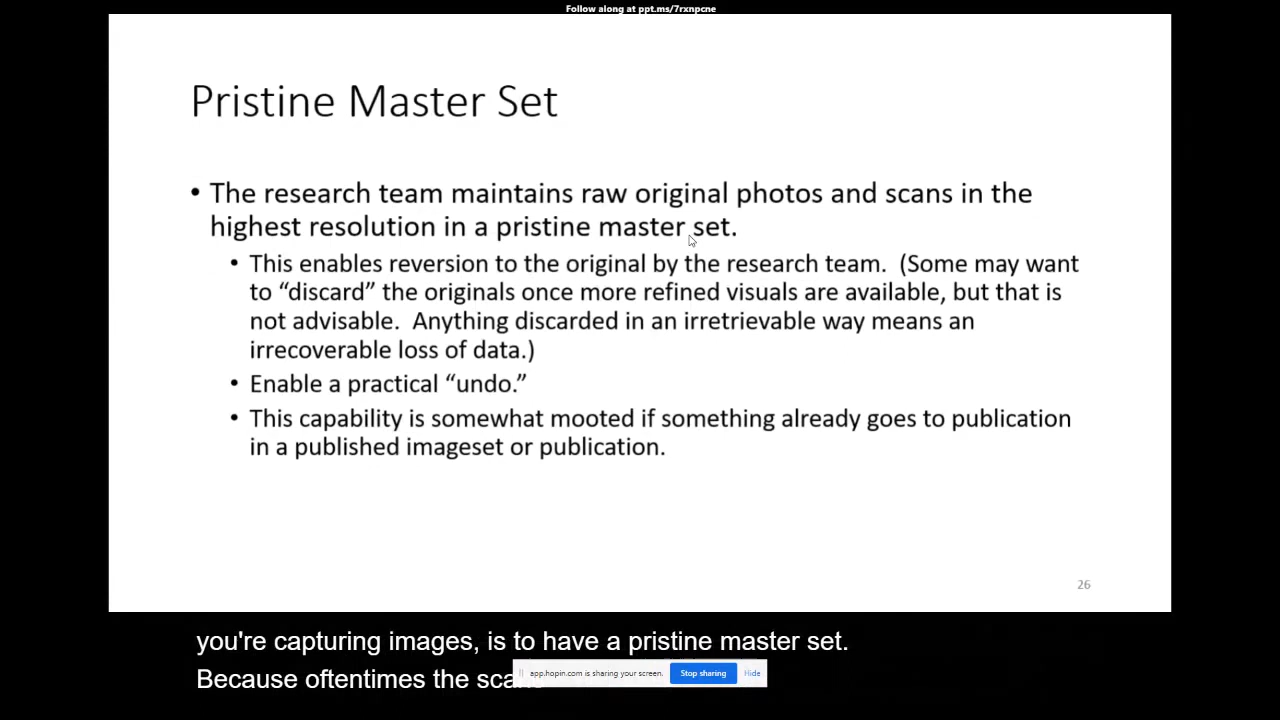 Follow along at ppt.ms/7rxnpcne
Pristine Master Set
• The research team maintains raw original photos and scans in the
highest resolution in a pristine master set.
• This enables reversion to the original by the research team.  (Some may want
to “discard” the originals once more refined visuals are available, but that is
not advisable.  Anything discarded in an irretrievable way means an
irrecoverable loss of data.)
• Enable a practical “undo.”
• This capability is somewhat mooted if something already goes to publication
in a published imageset or publication.
26
you're capturing images, is to have a pristine master set.
Because oftentimes the
app.hopin.com is sharing your screen. Stop sharing Hide